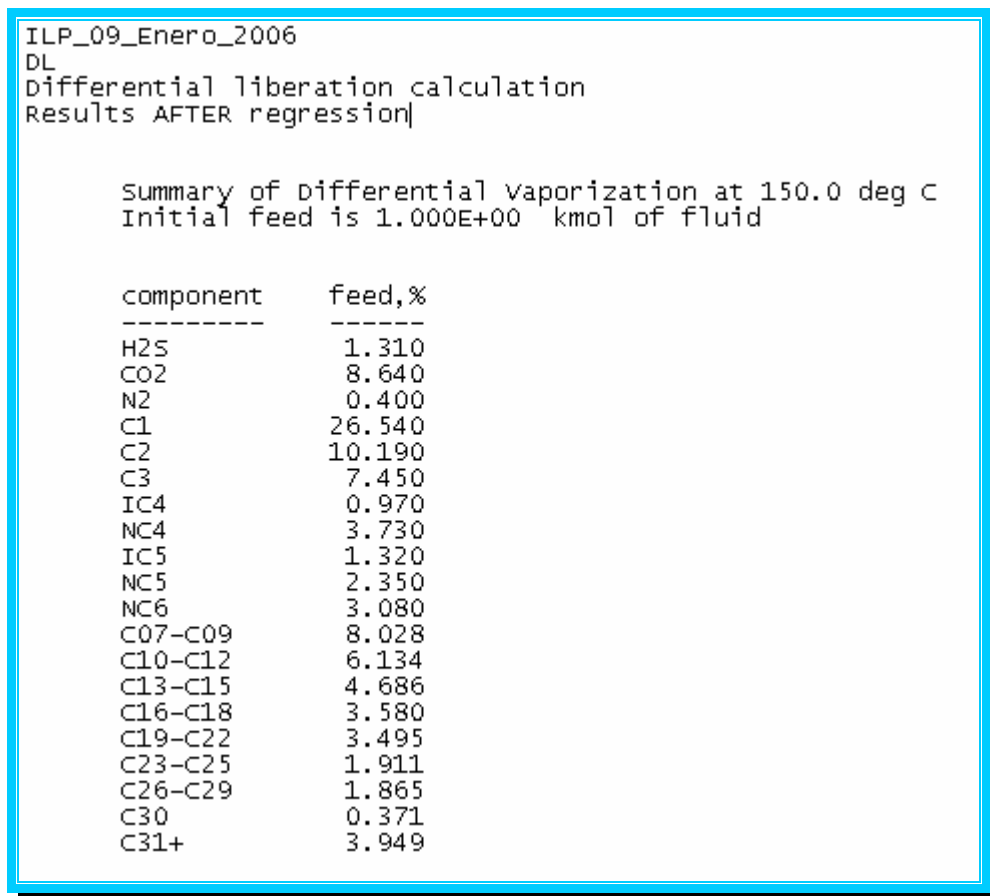 ILP_09_Enero_2006
DL
Differential liberation calculation
Results AFTER regression
Summary of Differential Vaporization at 150.0 deg C
Initial feed is 1.000E+00 kmol of fluid
component feed,%
--------- ------
H2S 1.310
CO2 8.640
N2 0.400
C1 26.540
C2 10.190
C3 7.450
IC4 0.970
NC4 3.730
IC5 1.320
NC5 2.350
NC6 3.080
C07-C09 8.028
C10-C12 6.134
C13-C15 4.686
C16-C18 3.580
C19-C22 3.495
C23-C25 1.911
C26-C29 1.865
C30 0.371
C31+ 3.949